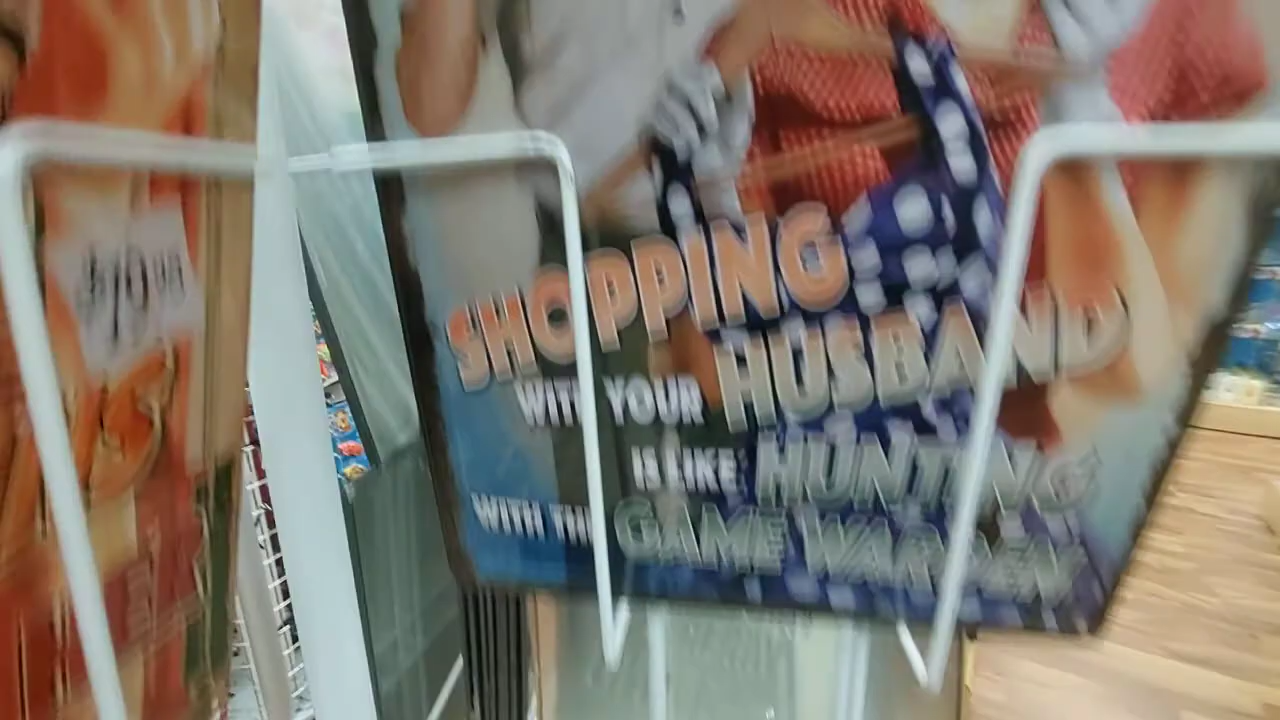 SHOPPING
WITH YOUR HUSBAND
IS LIKE HUNTING
WITH THE GAME WARDEN